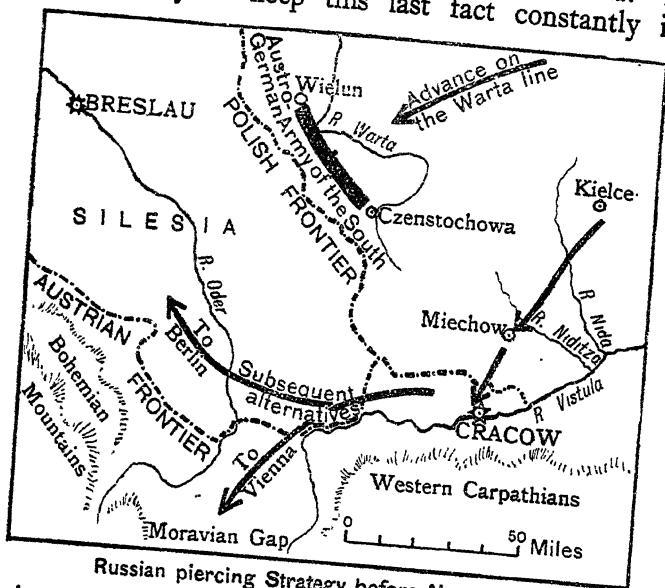 keep this last fact constantly
Wielun
Austro-
German Army of the South
Advance on
the Warta line
R Warta
BRESLAU
POLISH
FRONTIER
Kielce
Czenstochowa
SILESIA
R. Oder
R Nida
AUSTRIAN
FRONTIER
Miechow
R. Niditza
To
Berlin
Bohemian
Mountains
Subsequent
alternatives
R Vistula
CRACOW
To
Vienna
Western Carpathians
Moravian Gap
0 50 Miles
Russian piercing Strategy before